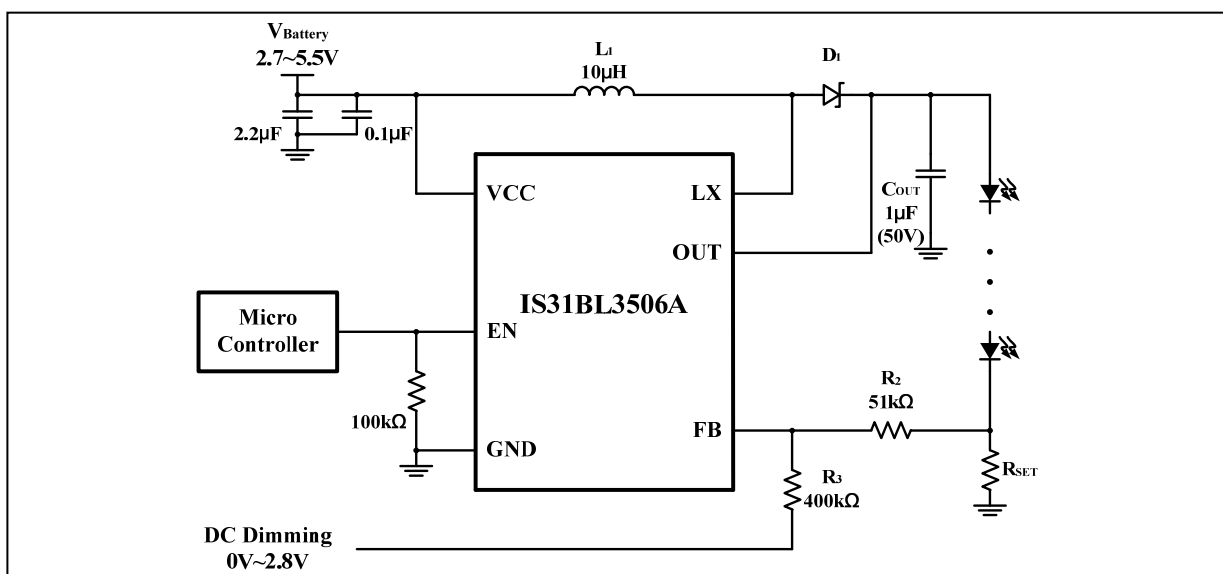 VBattery
2.7~5.5V
L1
10μH
D1
2.2μF
0.1μF
VCC
LX
COUT
1μF
(50V)
OUT
IS31BL3506A
Micro
Controller
EN
R2
51kΩ
100kΩ
FB
GND
RSET
R3
400kΩ
DC Dimming
0V~2.8V